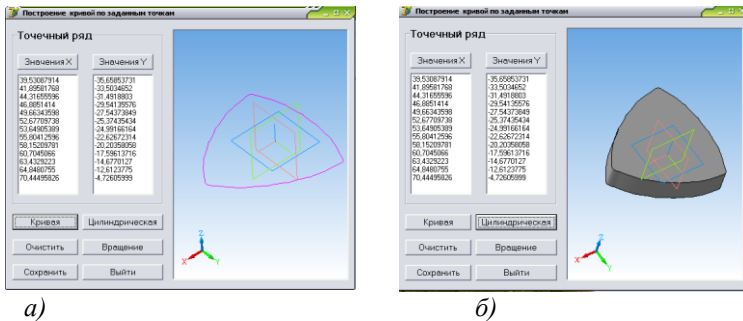 Построение кривой по заданным точкам
Точечный ряд
Значения X Значения Y
39,53087914 -35,65853731
41,89581768 -33,5034652
44,31655596 -31,4918803
46,8851414 -29,54135576
49,66343598 -27,54373849
52,67709738 -25,37435434
53,64905389 -24,99166164
55,80412596 -22,62672314
58,15209781 -20,20358058
60,7045066 -17,59613716
63,4329223 -14,6770127
64,8480755 -12,6123775
70,44495826 -4,72605999
Кривая Цилиндрическая
Очистить Вращение
Сохранить Выйти
Z
X Y
а)
Построение кривой по заданным точкам
Точечный ряд
Значения X Значения Y
39,53087914 -35,65853731
41,89581768 -33,5034652
44,31655596 -31,4918803
46,8851414 -29,54135576
49,66343598 -27,54373849
52,67709738 -25,37435434
53,64905389 -24,99166164
55,80412596 -22,62672314
58,15209781 -20,20358058
60,7045066 -17,59613716
63,4329223 -14,6770127
64,8480755 -12,6123775
70,44495826 -4,72605999
Кривая Цилиндрическая
Очистить Вращение
Сохранить Выйти
Z
X Y
б)